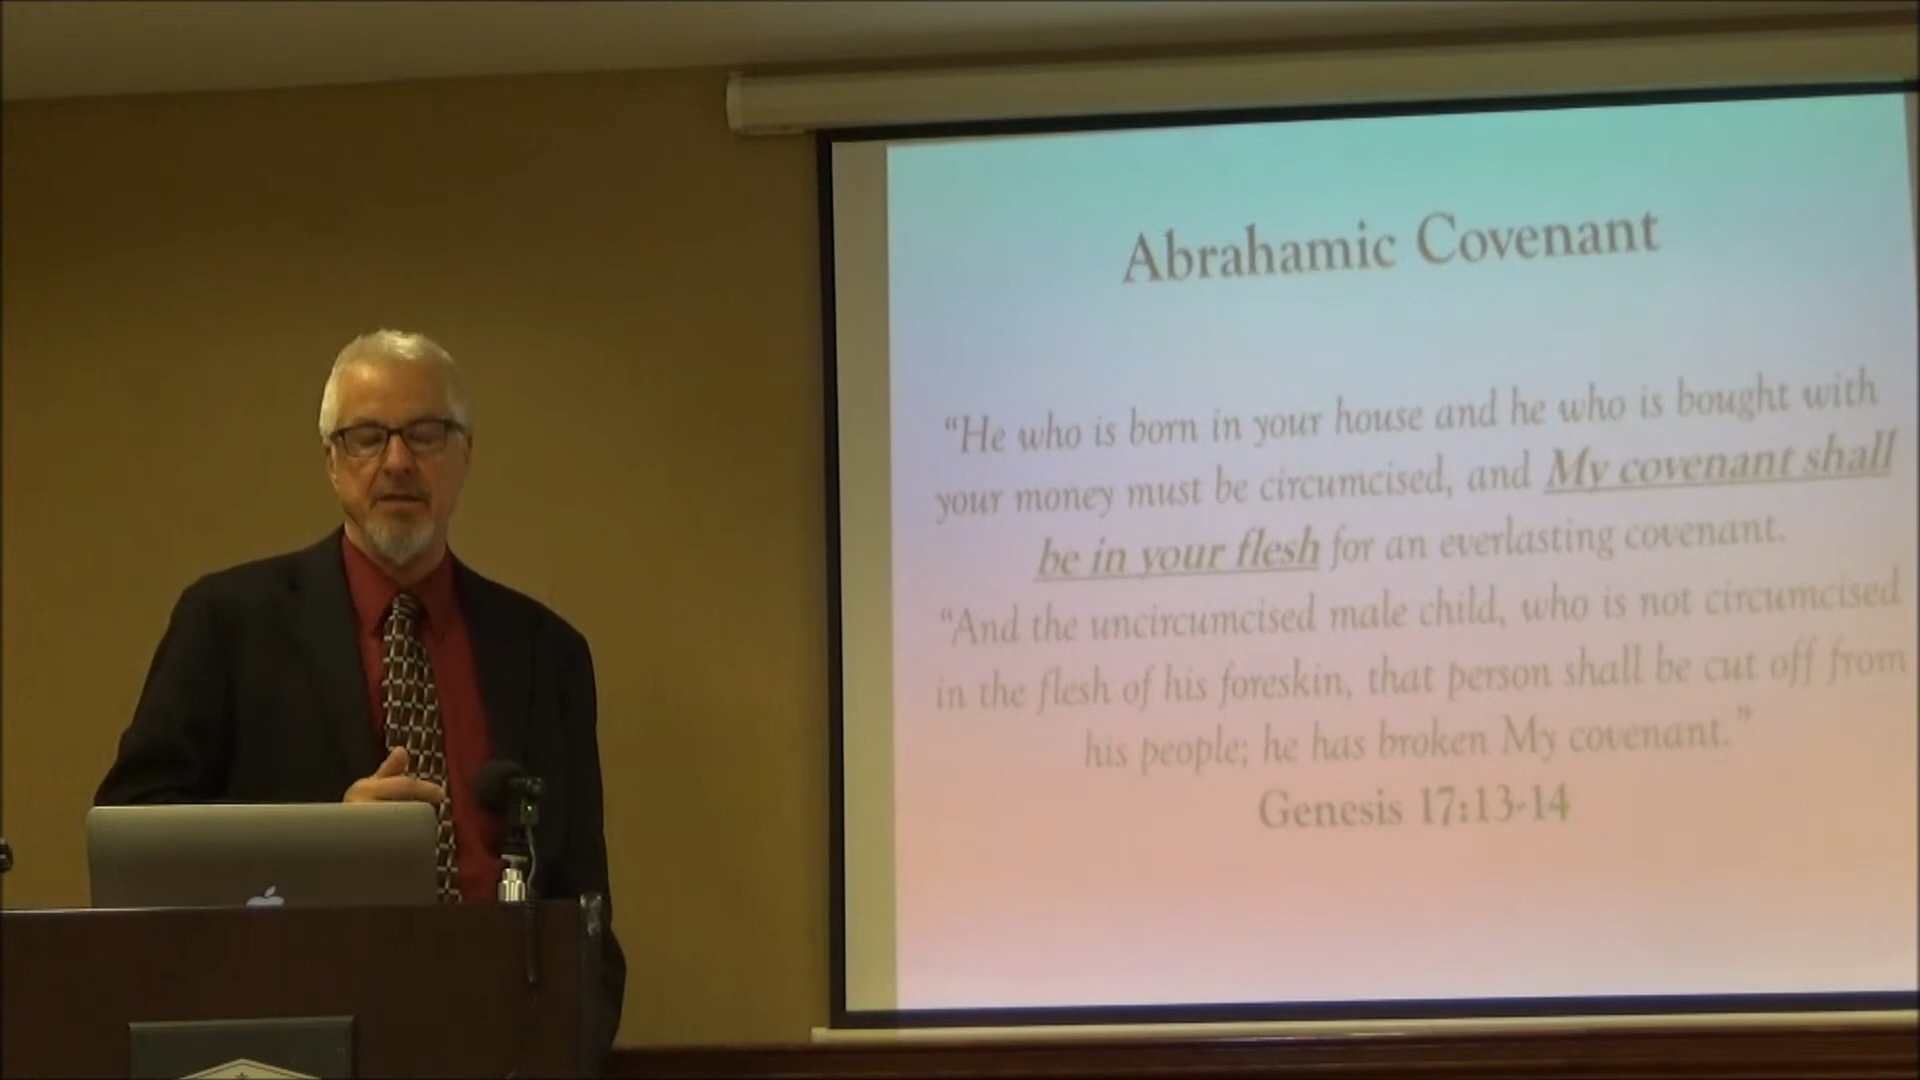 Abrahamic Covenant
“He who is born in your house and he who is bought with
your money must be circumcised, and My covenant shall
be in your flesh for an everlasting covenant.
“And the uncircumcised male child, who is not circumcised
in the flesh of his foreskin, that person shall be cut off from
his people; he has broken My covenant.”
Genesis 17:13-14